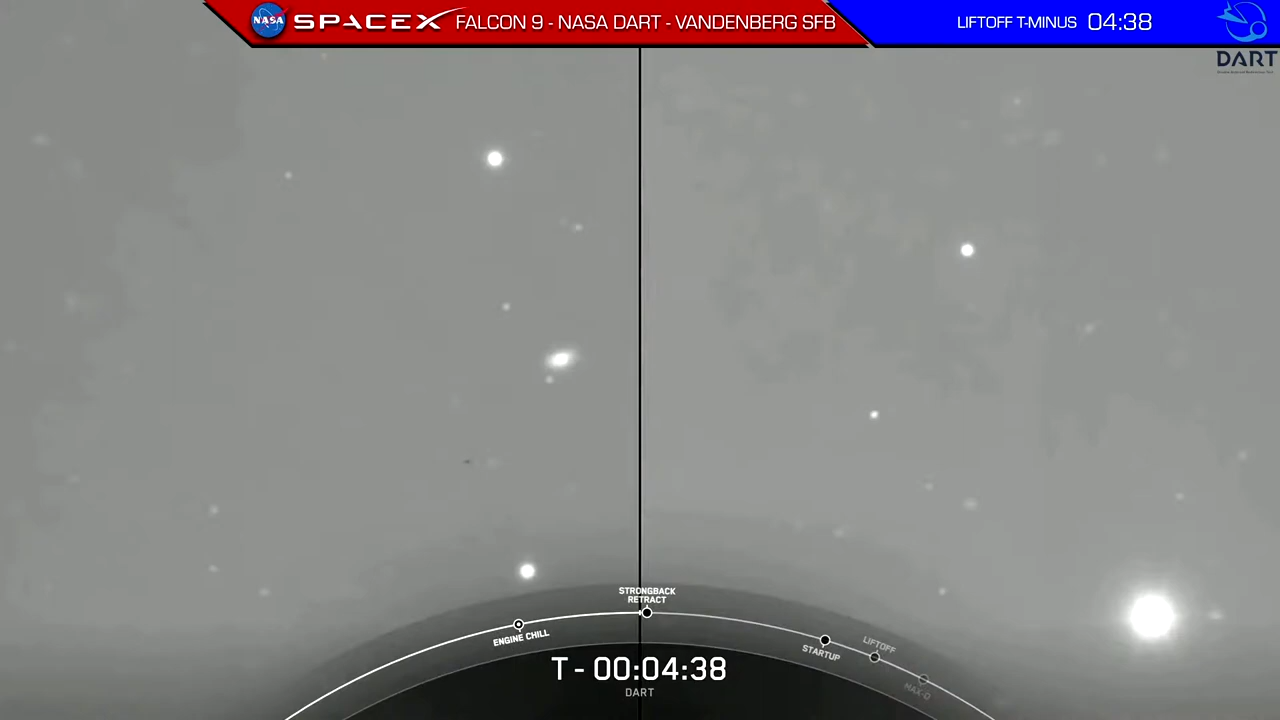 NASA SPACEX FALCON 9 - NASA DART - VANDENBERG SFB
LIFTOFF T-MINUS 04:38
DART
STRONGBACK
RETRACT
ENGINE CHILL
STARTUP
LIFTOFF
MAX-Q
T - 00:04:38
DART